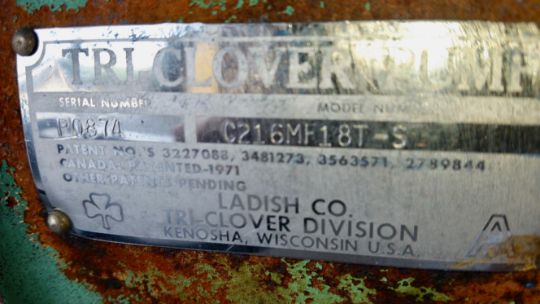 TRI-CLOVER PUMP
SERIAL NUMBER MODEL NUM
P0874 C216MF18T-S
PATENT NO.'S 3227088, 3481273, 3563571, 2789844
CANADA-PATENTED-1971
OTHER PATENTS PENDING
LADISH CO.
TRI-CLOVER DIVISION
KENOSHA, WISCONSIN U.S.A.